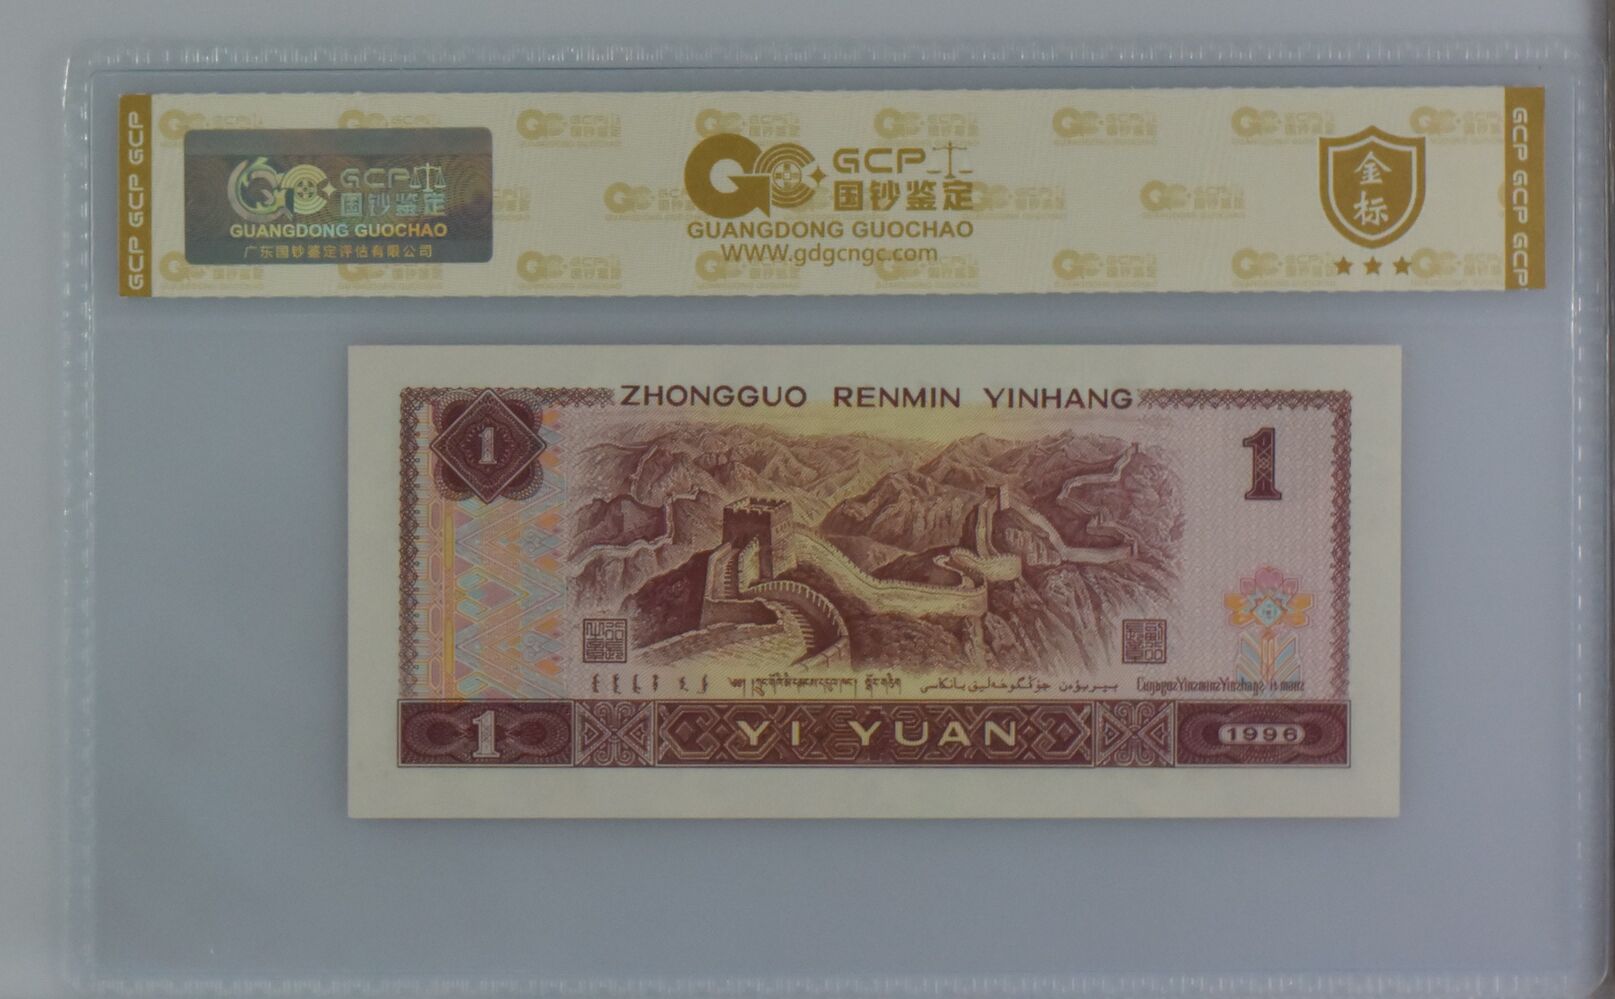 GCP GCP GCP
GCP
国钞鉴定
GUANGDONG GUOCHAO
广东国钞鉴定评估有限公司
GCP
国钞鉴定
GUANGDONG GUOCHAO
WWW.gdgcngc.com
金
标
GCP GCP GCP
ZHONGGUO RENMIN YINHANG
1
1
1 YI YUAN 1996